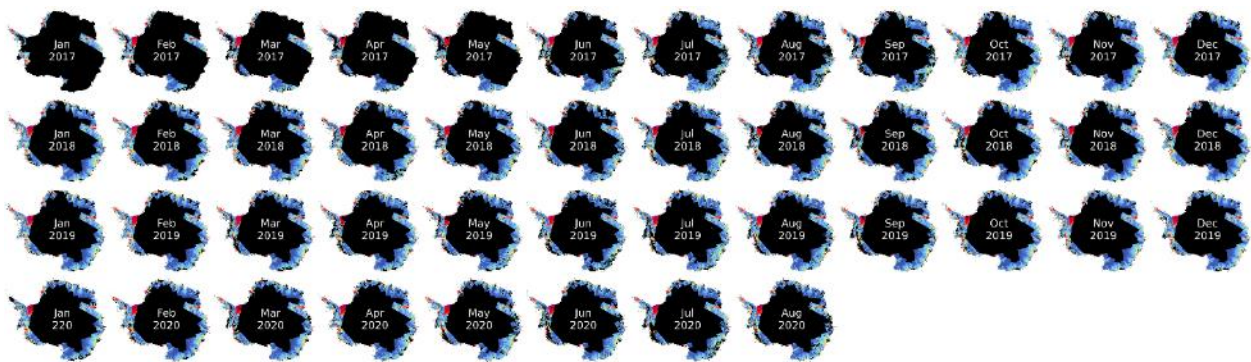 Jan Feb Mar Apr May Jun Jul Aug Sep Oct Nov Dec
2017 2017 2017 2017 2017 2017 2017 2017 2017 2017 2017 2017
Jan Feb Mar Apr May Jun Jul Aug Sep Oct Nov Dec
2018 2018 2018 2018 2018 2018 2018 2018 2018 2018 2018 2018
Jan Feb Mar Apr May Jun Jul Aug Sep Oct Nov Dec
2019 2019 2019 2019 2019 2019 2019 2019 2019 2019 2019 2019
Jan Feb Mar Apr May Jun Jul Aug
220 2020 2020 2020 2020 2020 2020 2020